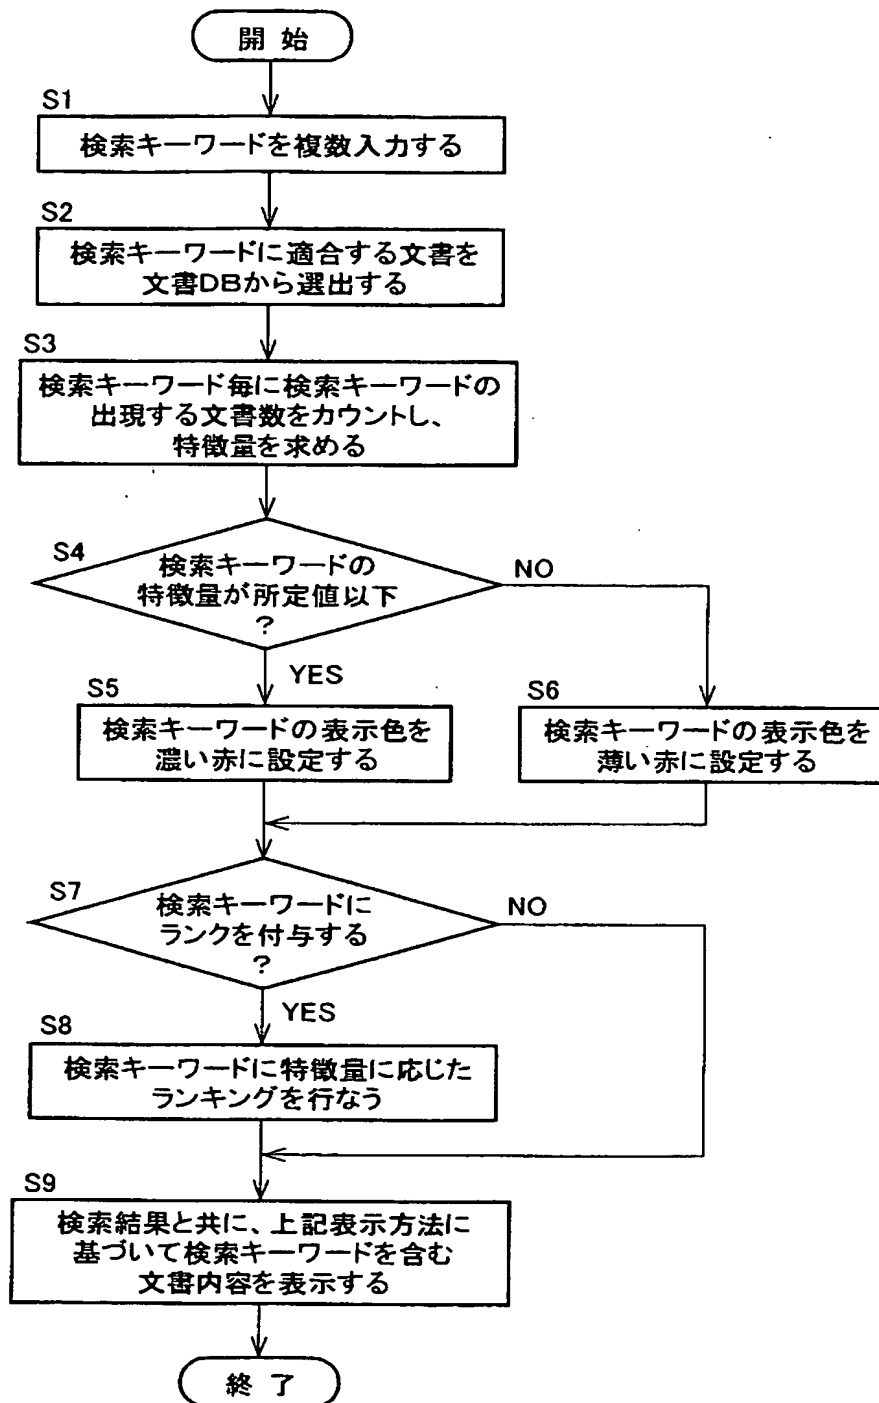 開始
S1
検索キーワードを複数入力する
S2
検索キーワードに適合する文書を
文書DBから選出する
S3
検索キーワード毎に検索キーワードの
出現する文書数をカウントし、
特徴量を求める
S4
検索キーワードの
特徴量が所定値以下
?
NO
YES
S5
検索キーワードの表示色を
濃い赤に設定する
S6
検索キーワードの表示色を
薄い赤に設定する
S7
検索キーワードに
ランクを付与する
?
NO
YES
S8
検索キーワードに特徴量に応じた
ランキングを行なう
S9
検索結果と共に、上記表示方法に
基づいて検索キーワードを含む
文書内容を表示する
終了